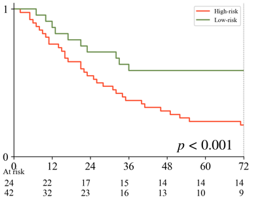 1
High-risk
Low-risk
p < 0.001
0
0 12 24 36 48 60 72
At risk
24 22 17 15 14 14 14
42 32 23 16 13 10 9